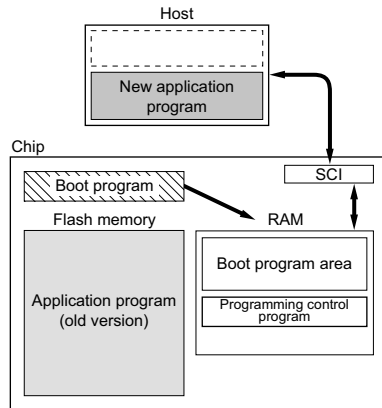 Host
New application
program
Chip
SCI
Boot program
Flash memory
RAM
Boot program area
Application program
(old version)
Programming control
program